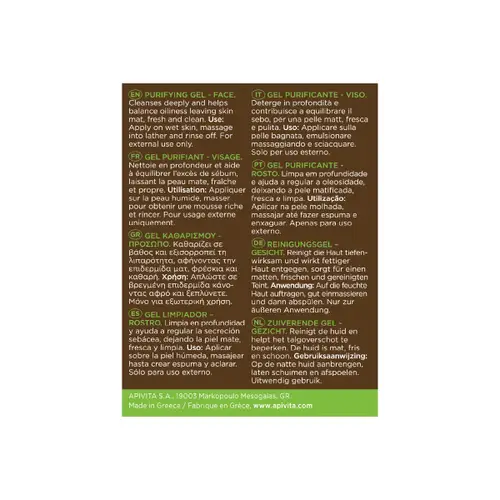 EN PURIFYING GEL - FACE.
Cleanses deeply and helps
balance oiliness leaving skin
mat, fresh and clean. Use:
Apply on wet skin, massage
into lather and rinse off. For
external use only.
FR GEL PURIFIANT - VISAGE.
Nettoie en profondeur et aide
à équilibrer l'excés de sébum,
laissant la peau mate, fraîche
et propre. Utilisation: Appliquer
sur la peau humide, masser
pour obtenir une mousse riche
et rincer. Pour usage externe
uniquement.
GR GEL ΚΑΘΑΡΙΣΜΟΥ -
ΠΡΟΣΩΠΟ. Καθαρίζει σε
βάθος και εξισορροπεί τη
λιπαρότητα, αφήνοντας την
επιδερμίδα ματ, φρέσκια και
καθαρή. Χρήση: Απλώστε σε
βρεγμένη επιδερμίδα κάνο-
ντας αφρό και ξεπλύνετε.
Μόνο για εξωτερική χρήση.
ES GEL LIMPIADOR -
ROSTRO. Limpia en profundidad
y ayuda a regular la secreción
sebácea, dejando la piel mate,
fresca y limpia. Uso: Aplicar
sobre la piel húmeda, masajear
hasta crear espuma y aclarar.
Sólo para uso externo.
IT GEL PURIFICANTE - VISO.
Deterge in profondità e
contribuisce a equilibrare il
sebo, per una pelle matt, fresca
e pulita. Uso: Applicare sulla
pelle bagnata, emulsionare
massaggiando e sciacquare.
Solo per uso esterno.
PT GEL PURIFICANTE -
ROSTO. Limpa em profundidade
e ajuda a regular a oleosidade,
deixando a pele matificada,
fresca e limpa. Utilização:
Aplicar na pele molhada,
massajar até fazer espuma e
enxaguar. Apenas para uso
externo.
DE REINIGUNGSGEL -
GESICHT. Reinigt die Haut tiefen-
wirksam und wirkt fettiger
Haut entgegen, sorgt für einen
matten, frischen und gereinigten
Teint. Anwendung: Auf die feuchte
Haut auftragen, gut einmassieren
und dann abspülen. Nur zur
äußeren Anwendung.
NL ZUIVERENDE GEL -
GEZICHT. Reinigt de huid en
helpt het talgoverschot te
beperken. De huid is mat, fris
en schoon. Gebruiksaanwijzing:
Op de natte huid aanbrengen,
laten schuimen en afspoelen.
Uitwendig gebruik.
APIVITA S.A., 19003 Markopoulo Mesogaias, GR.
Made in Greece / Fabriqué en Grèce, www.apivita.com